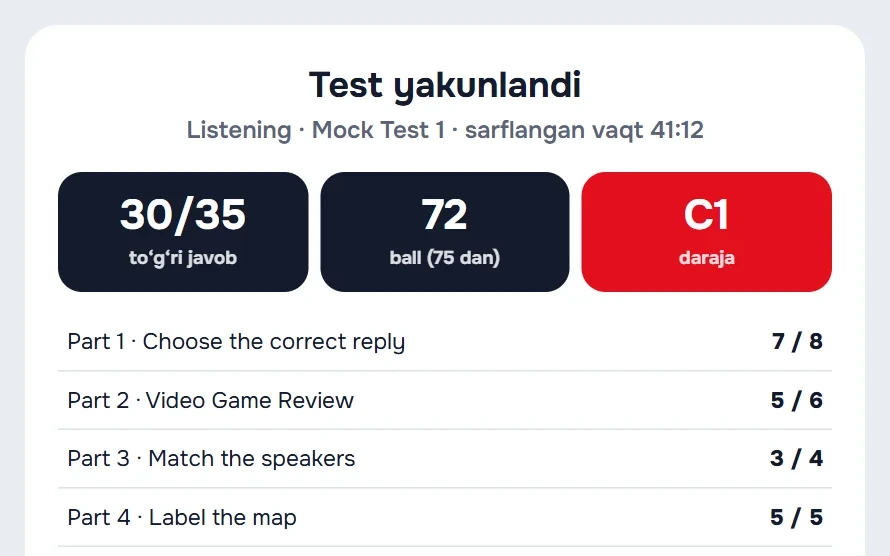 Test yakunlandi
Listening · Mock Test 1 · sarflangan vaqt 41:12
30/35
toʻgʻri javob
72
ball (75 dan)
C1
daraja
Part 1 · Choose the correct reply 7 / 8
Part 2 · Video Game Review 5 / 6
Part 3 · Match the speakers 3 / 4
Part 4 · Label the map 5 / 5